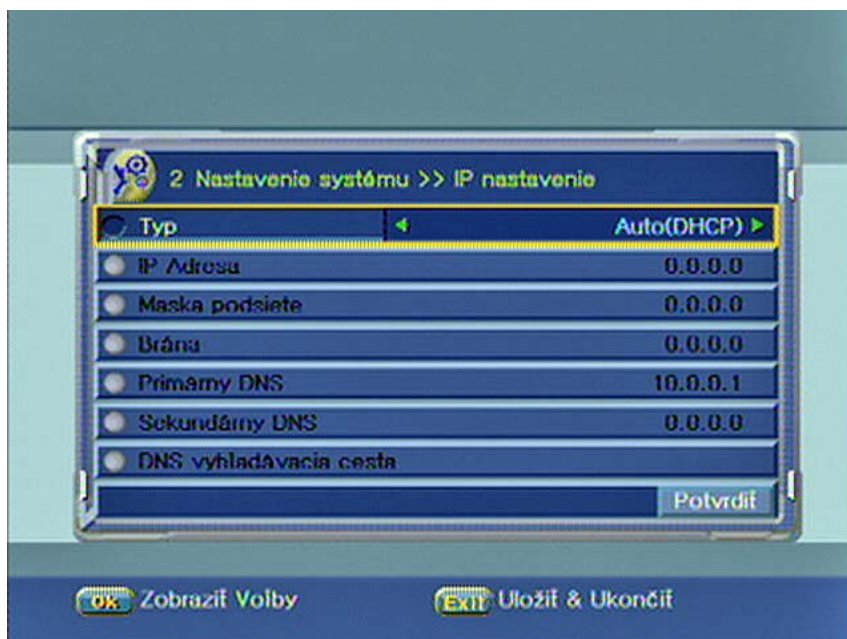 2 Nastavenie systému >> IP nastavenie
Typ Auto(DHCP)
IP Adresa 0.0.0.0
Maska podsiete 0.0.0.0
Brána 0.0.0.0
Primárny DNS 10.0.0.1
Sekundárny DNS 0.0.0.0
DNS vyhladávacia cesta
Potvrdiť
OK Zobraziť Voľby Exit Uložiť & Ukončiť